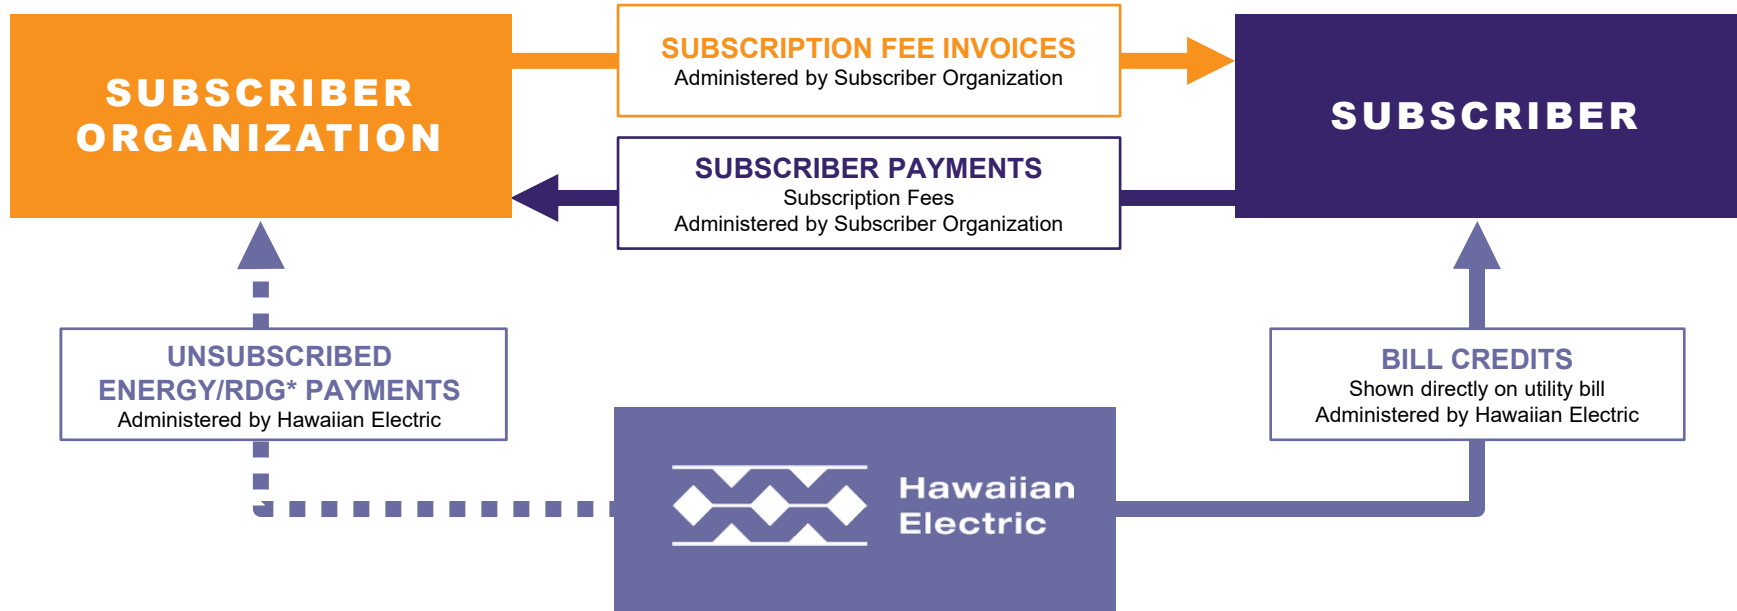 SUBSCRIBER
ORGANIZATION
SUBSCRIPTION FEE INVOICES
Administered by Subscriber Organization
SUBSCRIBER
SUBSCRIBER PAYMENTS
Subscription Fees
Administered by Subscriber Organization
UNSUBSCRIBED
ENERGY/RDG* PAYMENTS
Administered by Hawaiian Electric
BILL CREDITS
Shown directly on utility bill
Administered by Hawaiian Electric
Hawaiian
Electric